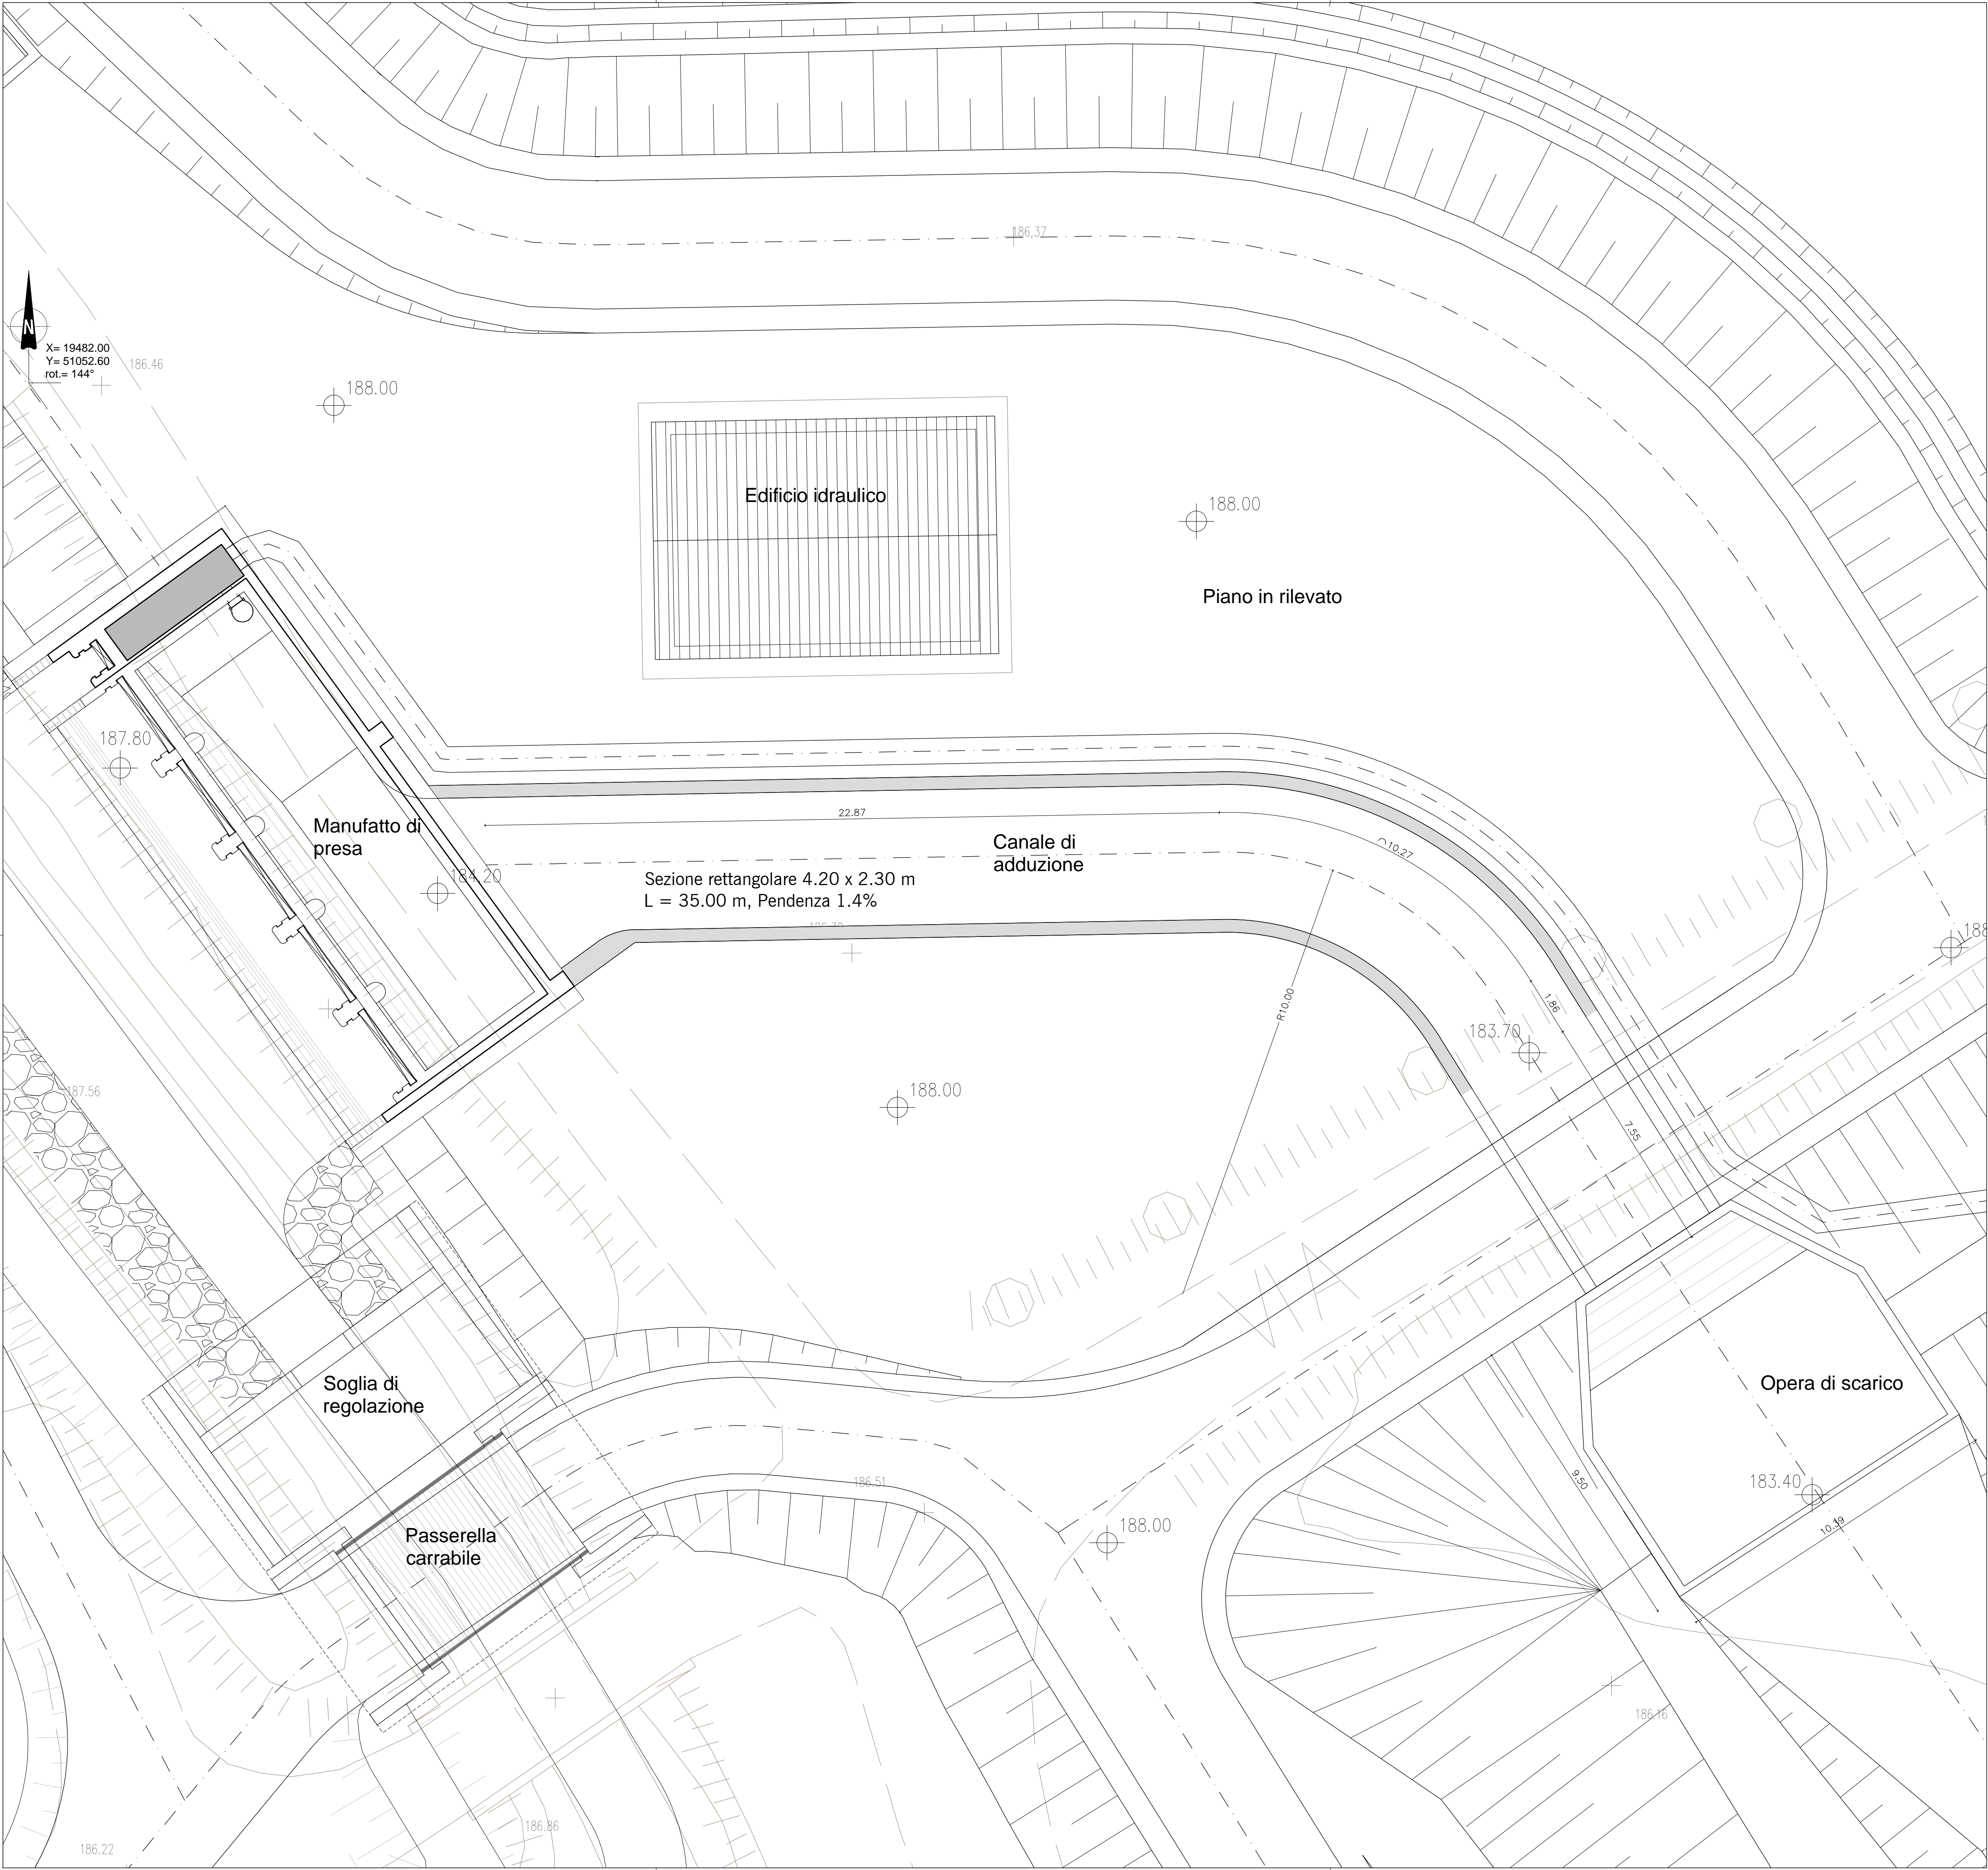 186.37
N
X= 19482.00
Y= 51052.60
rot.= 144°
186.46
188.00
Edificio idraulico
188.00
Piano in rilevato
187.80
22.87
Manufatto di
presa
Canale di
adduzione
10.27
184.20
Sezione rettangolare 4.20 x 2.30 m
L = 35.00 m, Pendenza 1.4%
188
R10.00
1.86
183.70
187.56
188.00
7.55
Soglia di
regolazione
Opera di scarico
186.51
9.50
183.40
10.39
188.00
Passerella
carrabile
186.16
186.86
186.22